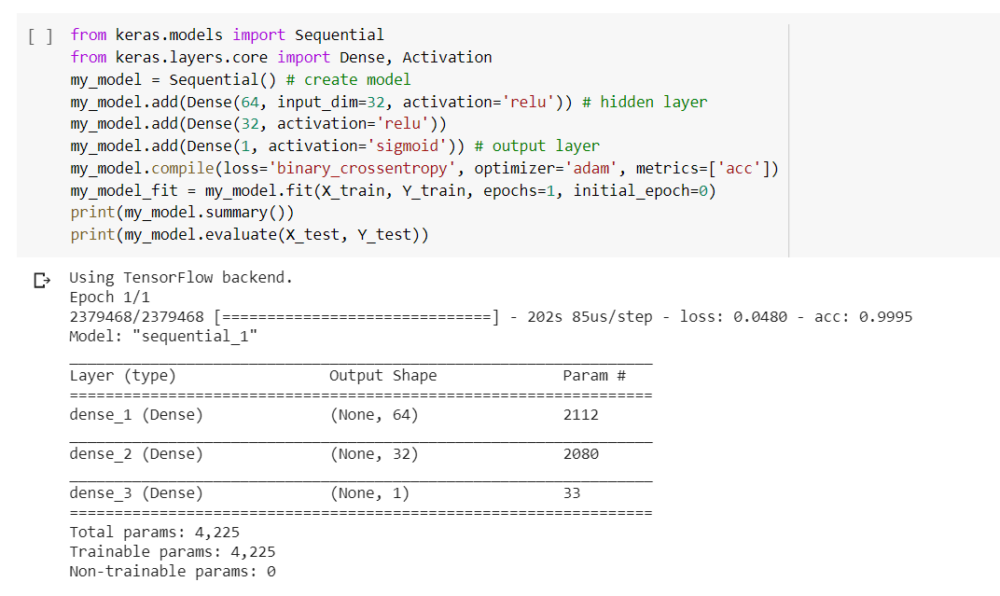 [ ] from keras.models import Sequential
from keras.layers.core import Dense, Activation
my_model = Sequential() # create model
my_model.add(Dense(64, input_dim=32, activation='relu')) # hidden layer
my_model.add(Dense(32, activation='relu'))
my_model.add(Dense(1, activation='sigmoid')) # output layer
my_model.compile(loss='binary_crossentropy', optimizer='adam', metrics=['acc'])
my_model_fit = my_model.fit(X_train, Y_train, epochs=1, initial_epoch=0)
print(my_model.summary())
print(my_model.evaluate(X_test, Y_test))
Using TensorFlow backend.
Epoch 1/1
2379468/2379468 [==============================] - 202s 85us/step - loss: 0.0480 - acc: 0.9995
Model: "sequential_1"
_________________________________________________________________
Layer (type) Output Shape Param #
=================================================================
dense_1 (Dense) (None, 64) 2112
_________________________________________________________________
dense_2 (Dense) (None, 32) 2080
_________________________________________________________________
dense_3 (Dense) (None, 1) 33
=================================================================
Total params: 4,225
Trainable params: 4,225
Non-trainable params: 0